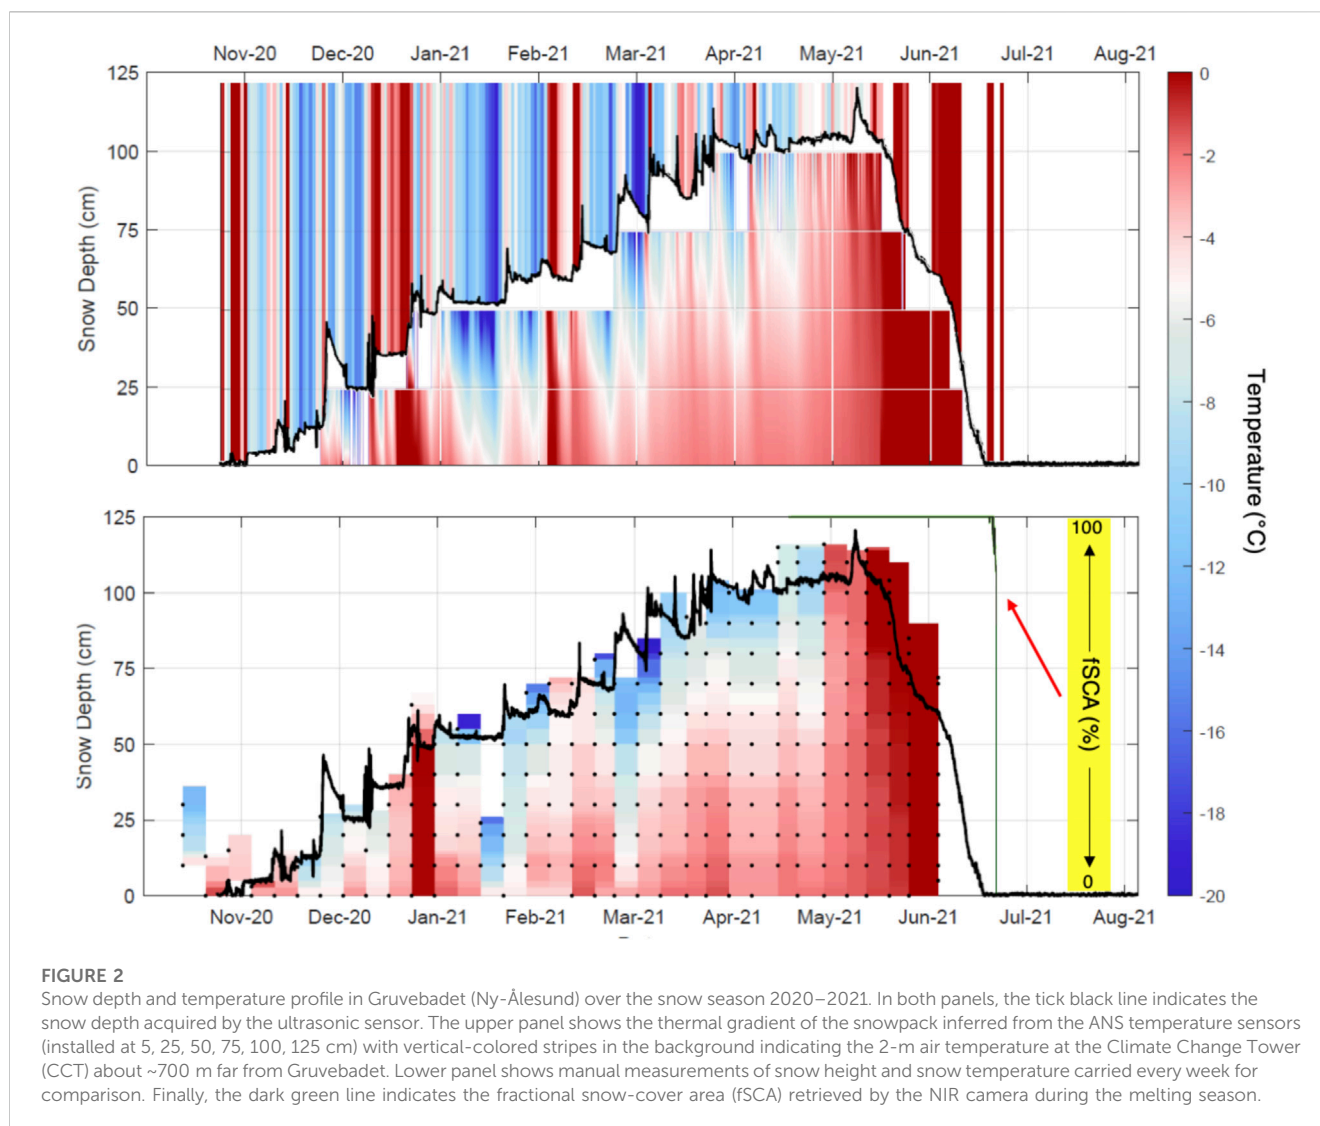 Nov-20 Dec-20 Jan-21 Feb-21 Mar-21 Apr-21 May-21 Jun-21 Jul-21 Aug-21
125
100
75
50
25
0
Snow Depth (cm)
0
-2
-4
-6
-8
-10
-12
-14
-16
-18
-20
Temperature (°C)
125
100
75
50
25
0
Snow Depth (cm)
100
fSCA (%)
0
Nov-20 Dec-20 Jan-21 Feb-21 Mar-21 Apr-21 May-21 Jun-21 Jul-21 Aug-21
FIGURE 2
Snow depth and temperature profile in Gruvebadet (Ny-Ålesund) over the snow season 2020–2021. In both panels, the tick black line indicates the
snow depth acquired by the ultrasonic sensor. The upper panel shows the thermal gradient of the snowpack inferred from the ANS temperature sensors
(installed at 5, 25, 50, 75, 100, 125 cm) with vertical-colored stripes in the background indicating the 2-m air temperature at the Climate Change Tower
(CCT) about ~700 m far from Gruvebadet. Lower panel shows manual measurements of snow height and snow temperature carried every week for
comparison. Finally, the dark green line indicates the fractional snow-cover area (fSCA) retrieved by the NIR camera during the melting season.